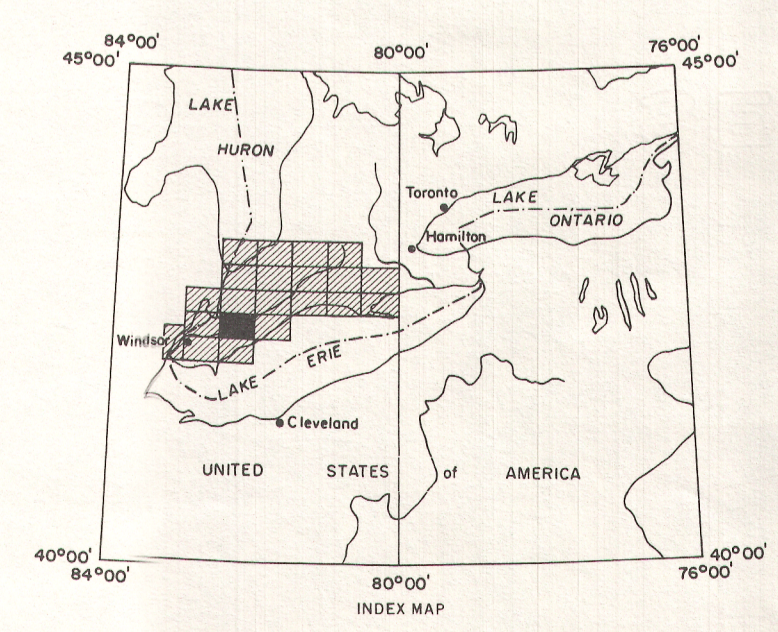 84°00' 80°00' 76°00'
45°00' 45°00'
LAKE
HURON
Toronto
LAKE
ONTARIO
Hamilton
Windsor
ERIE
LAKE
Cleveland
UNITED STATES of AMERICA
40°00' 40°00'
84°00' 80°00' 76°00'
INDEX MAP